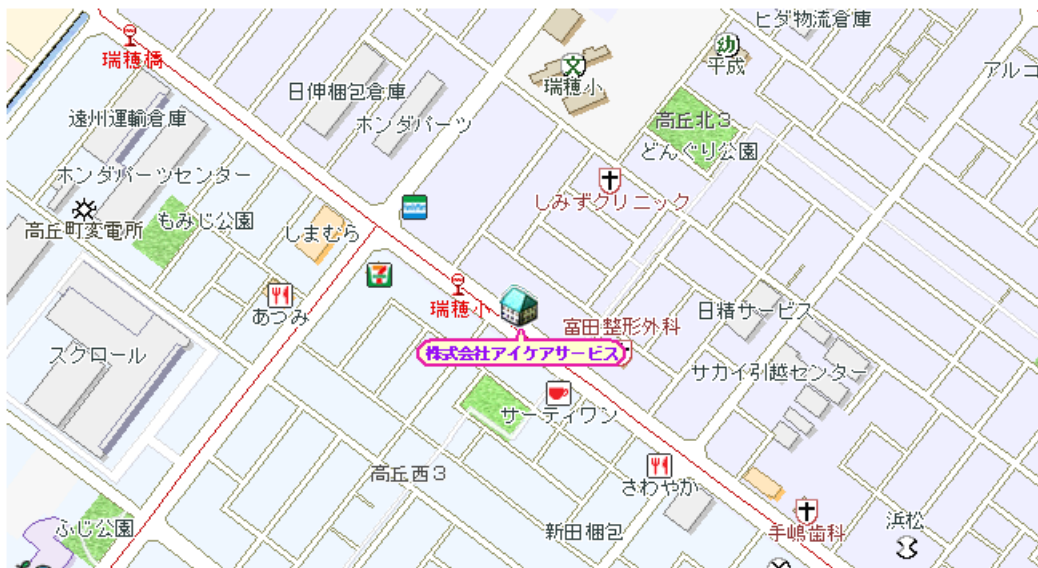 ヒダ物流倉庫
瑞穂橋
幼
平成
アルコ
文
瑞穂小
日伸梱包倉庫
遠州運輸倉庫
ホンダパーツ
高丘北3
どんぐり公園
ホンダパーツセンター
しみずクリニック
もみじ公園
高丘町変電所
しまむら
7
瑞穂小
あつみ
日精サービス
富田整形外科
株式会社アイケアサービス
スクロール
サカイ引越センター
サーティワン
高丘西3
さわやか
ふじ公園
新田梱包
手嶋歯科
浜松